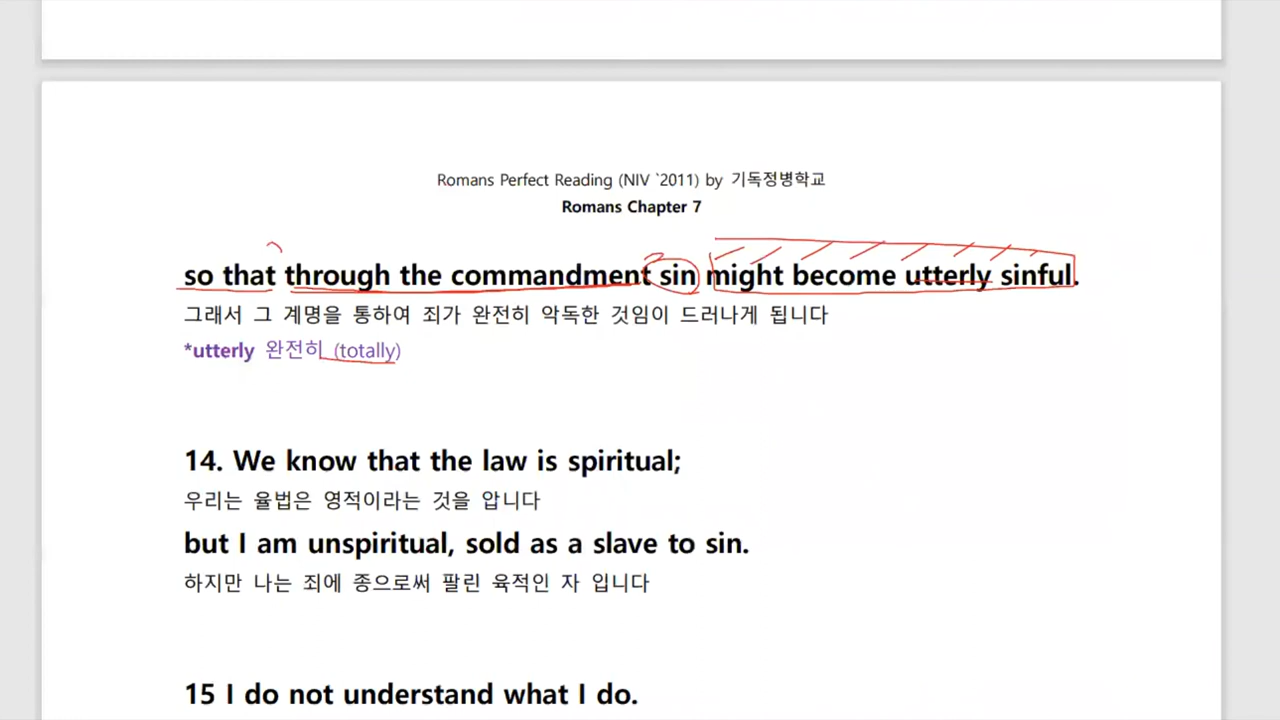 Romans Perfect Reading (NIV `2011) by 기독정병학교
Romans Chapter 7
so that through the commandment sin might become utterly sinful.
그래서 그 계명을 통하여 죄가 완전히 악독한 것임이 드러나게 됩니다
*utterly 완전히 (totally)
14. We know that the law is spiritual;
우리는 율법은 영적이라는 것을 압니다
but I am unspiritual, sold as a slave to sin.
하지만 나는 죄에 종으로써 팔린 육적인 자 입니다
15 I do not understand what I do.